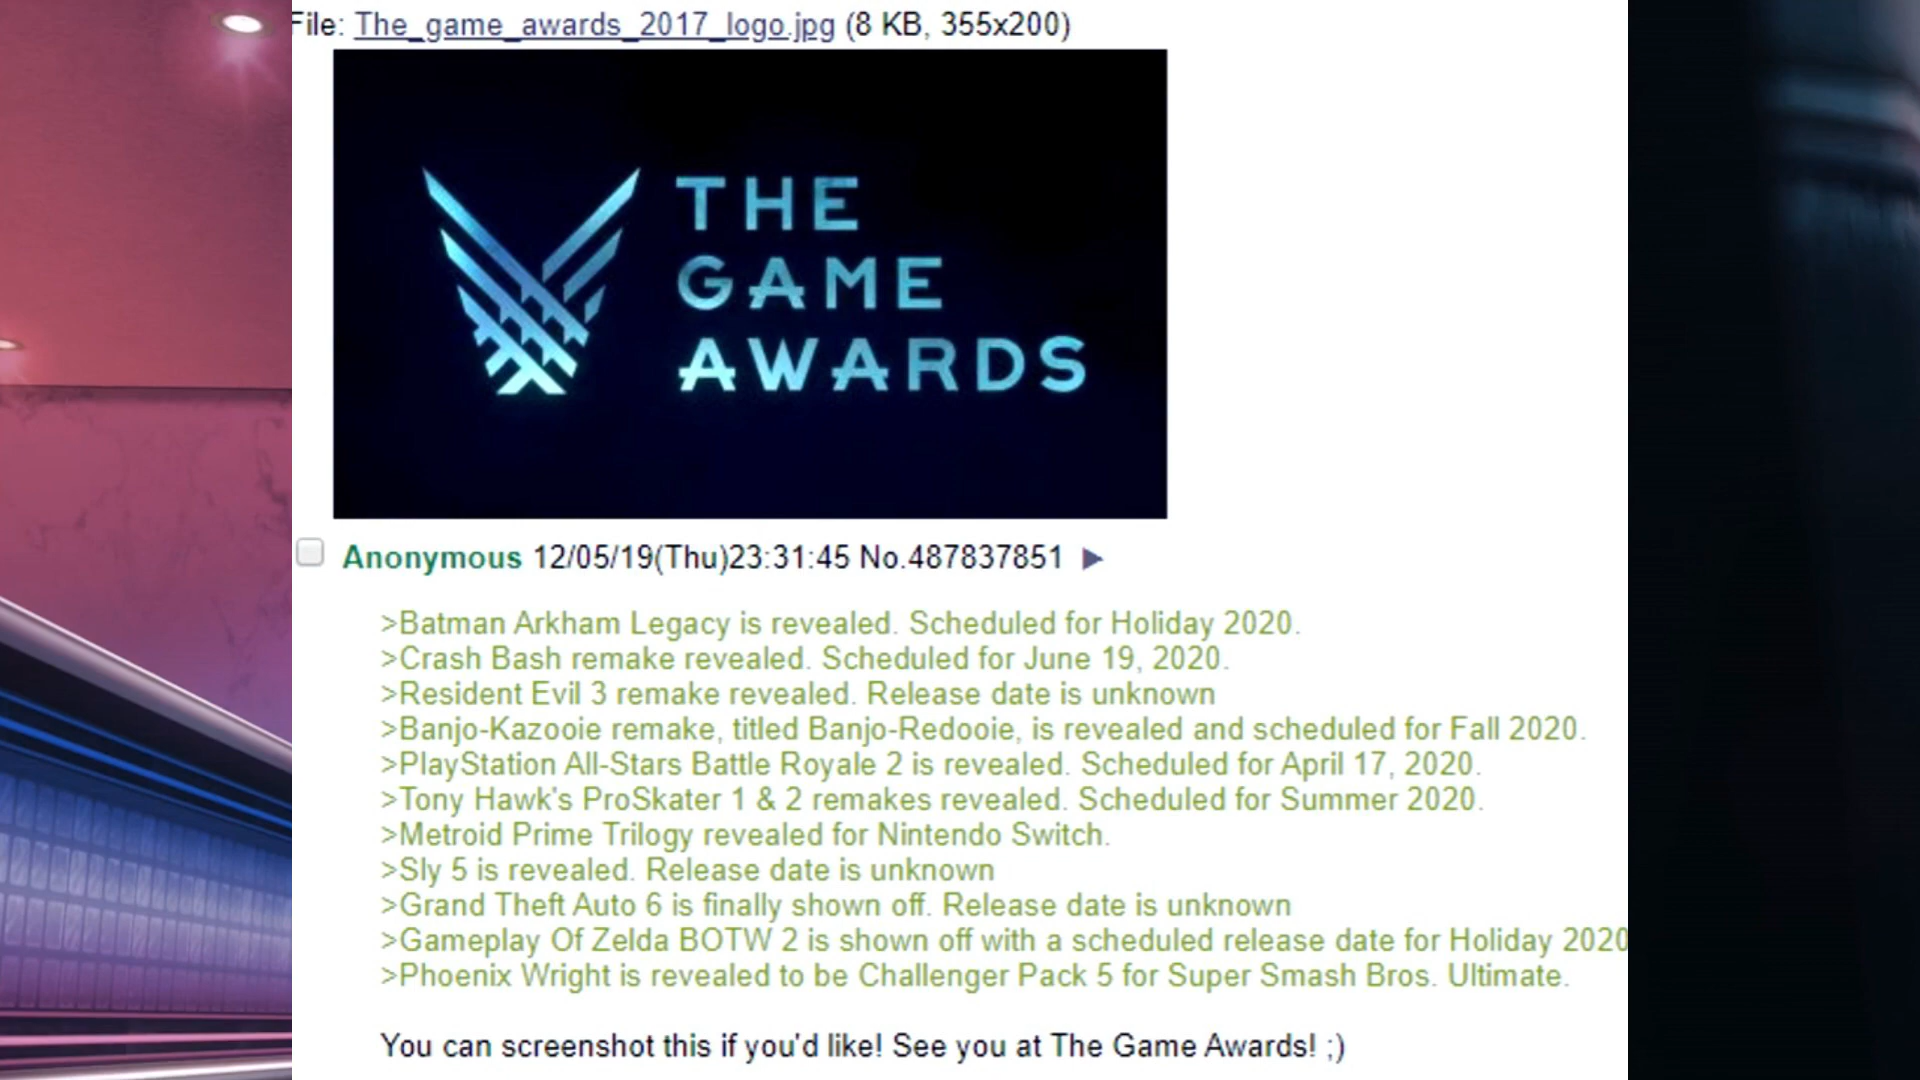 File: The_game_awards_2017_logo.jpg (8 KB, 355x200)
THE
GAME
AWARDS
Anonymous 12/05/19(Thu)23:31:45 No.487837851 ▶
>Batman Arkham Legacy is revealed. Scheduled for Holiday 2020.
>Crash Bash remake revealed. Scheduled for June 19, 2020.
>Resident Evil 3 remake revealed. Release date is unknown
>Banjo-Kazooie remake, titled Banjo-Redooie, is revealed and scheduled for Fall 2020.
>PlayStation All-Stars Battle Royale 2 is revealed. Scheduled for April 17, 2020.
>Tony Hawk's ProSkater 1 & 2 remakes revealed. Scheduled for Summer 2020.
>Metroid Prime Trilogy revealed for Nintendo Switch.
>Sly 5 is revealed. Release date is unknown
>Grand Theft Auto 6 is finally shown off. Release date is unknown
>Gameplay Of Zelda BOTW 2 is shown off with a scheduled release date for Holiday 2020
>Phoenix Wright is revealed to be Challenger Pack 5 for Super Smash Bros. Ultimate.
You can screenshot this if you'd like! See you at The Game Awards! ;)